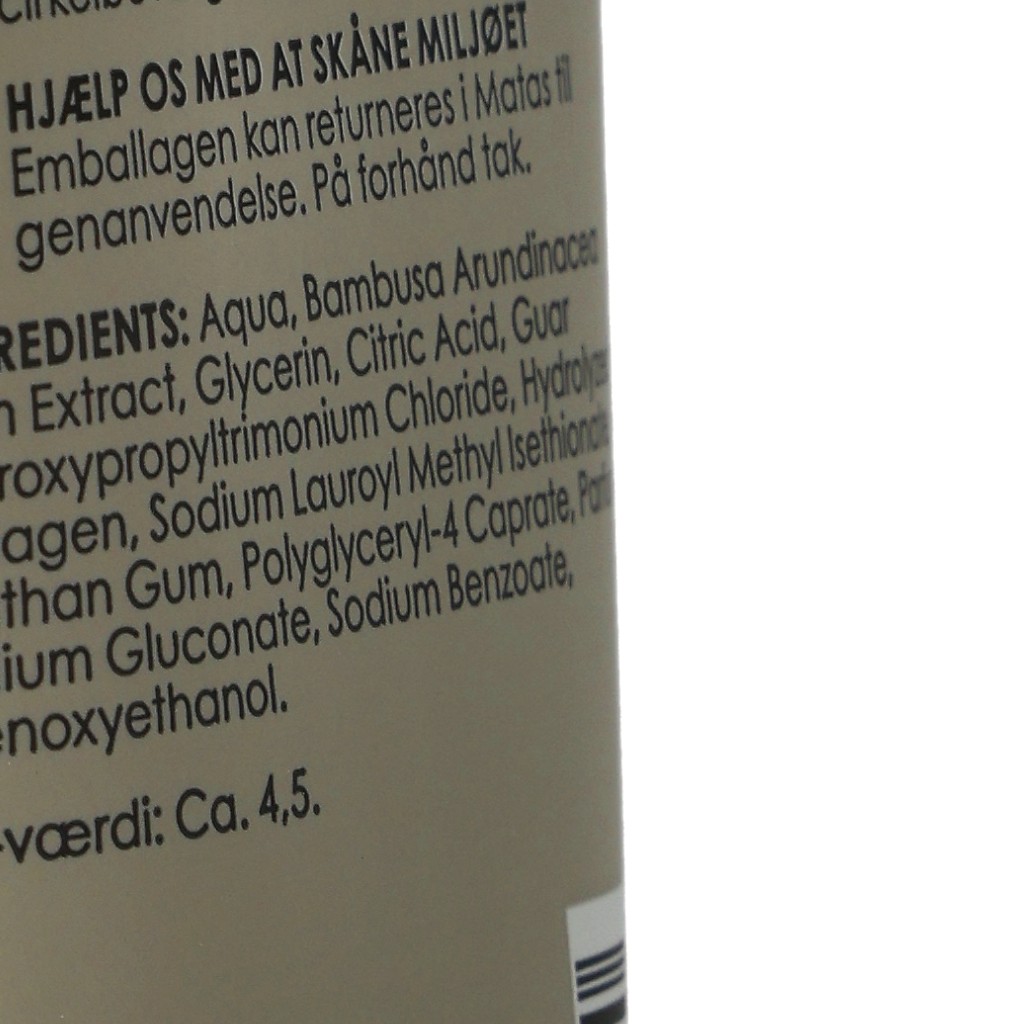 HJÆLP OS MED AT SKÅNE MILJØET
Emballagen kan returneres i Matas til
genanvendelse. På forhånd tak.
REDIENTS: Aqua, Bambusa Arundinacea
Extract, Glycerin, Citric Acid, Guar
roxypropyltrimonium Chloride, Hydrolyze
agen, Sodium Lauroyl Methyl Isethionate
than Gum, Polyglyceryl-4 Caprate,
ium Gluconate, Sodium Benzoate,
enoxyethanol.
-værdi: Ca. 4,5.